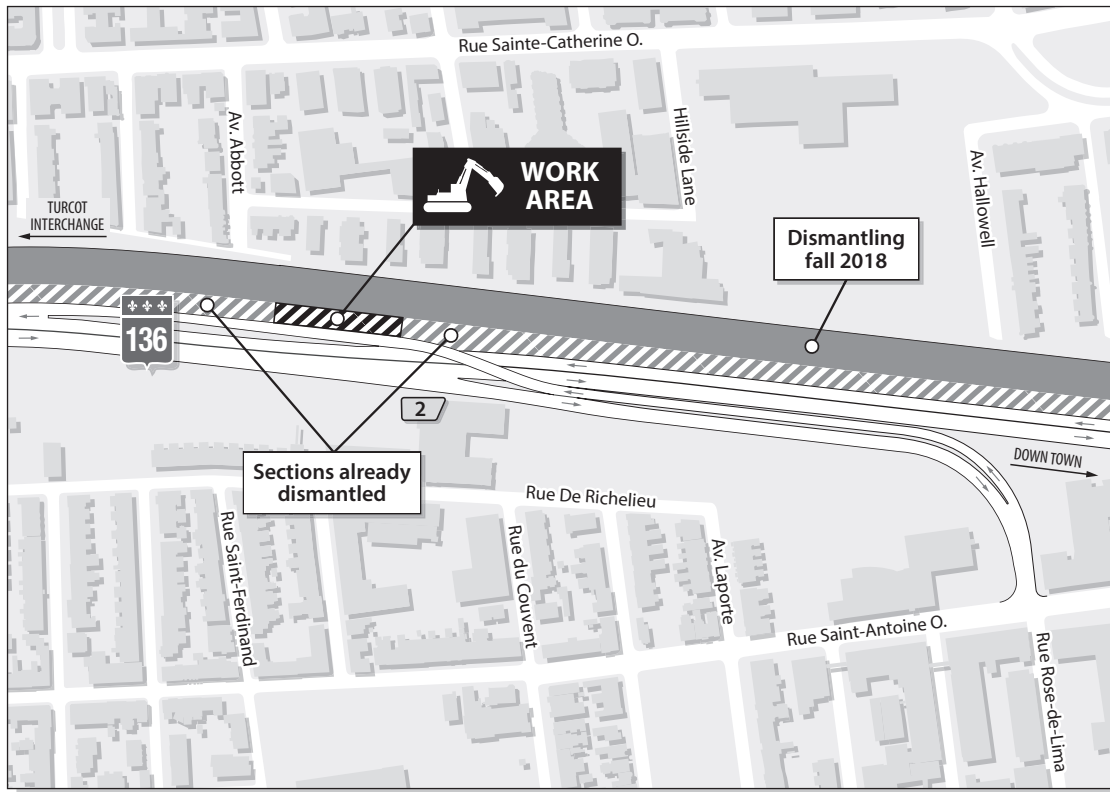 Rue Sainte-Catherine O.
Av. Abbott
Hillside Lane
Av. Hallowell
WORK
AREA
TURCOT
INTERCHANGE
Dismantling
fall 2018
136
2
Sections already
dismantled
DOWN TOWN
Rue De Richelieu
Rue Saint-Ferdinand
Rue du Couvent
Av. Laporte
Rue Saint-Antoine O.
Rue Rose-de-Lima